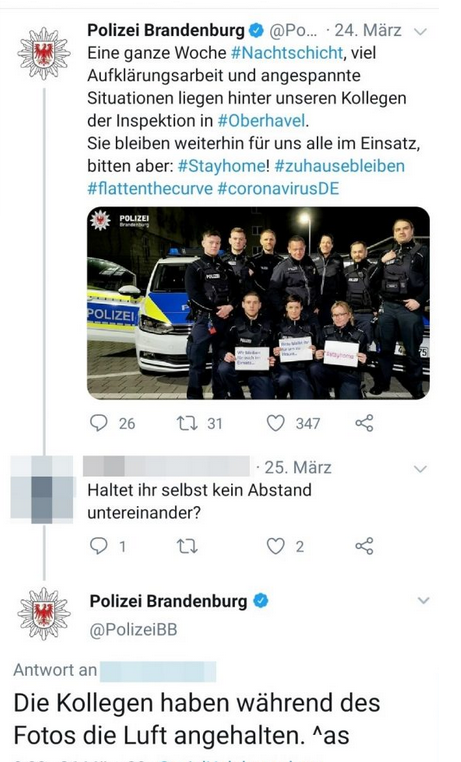 Polizei Brandenburg @Po... · 24. März
Eine ganze Woche #Nachtschicht, viel
Aufklärungsarbeit und angespannte
Situationen liegen hinter unseren Kollegen
der Inspektion in #Oberhavel.
Sie bleiben weiterhin für uns alle im Einsatz,
bitten aber: #Stayhome! #zuhausebleiben
#flattenthecurve #coronavirusDE
POLIZEI
Brandenburg
POLIZEI
#stayhome
26 31 347
· 25. März
Haltet ihr selbst kein Abstand
untereinander?
1 2
Polizei Brandenburg
@PolizeiBB
Antwort an
Die Kollegen haben während des
Fotos die Luft angehalten. ^as